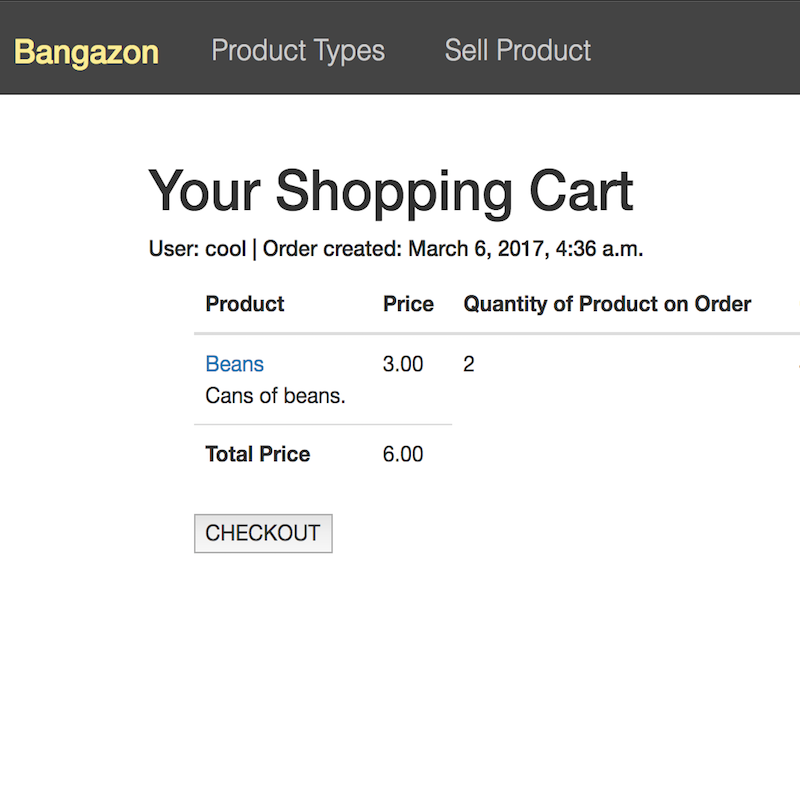 Bangazon Product Types Sell Product
Your Shopping Cart
User: cool | Order created: March 6, 2017, 4:36 a.m.
Product Price Quantity of Product on Order
Beans 3.00 2
Cans of beans.
Total Price 6.00
CHECKOUT